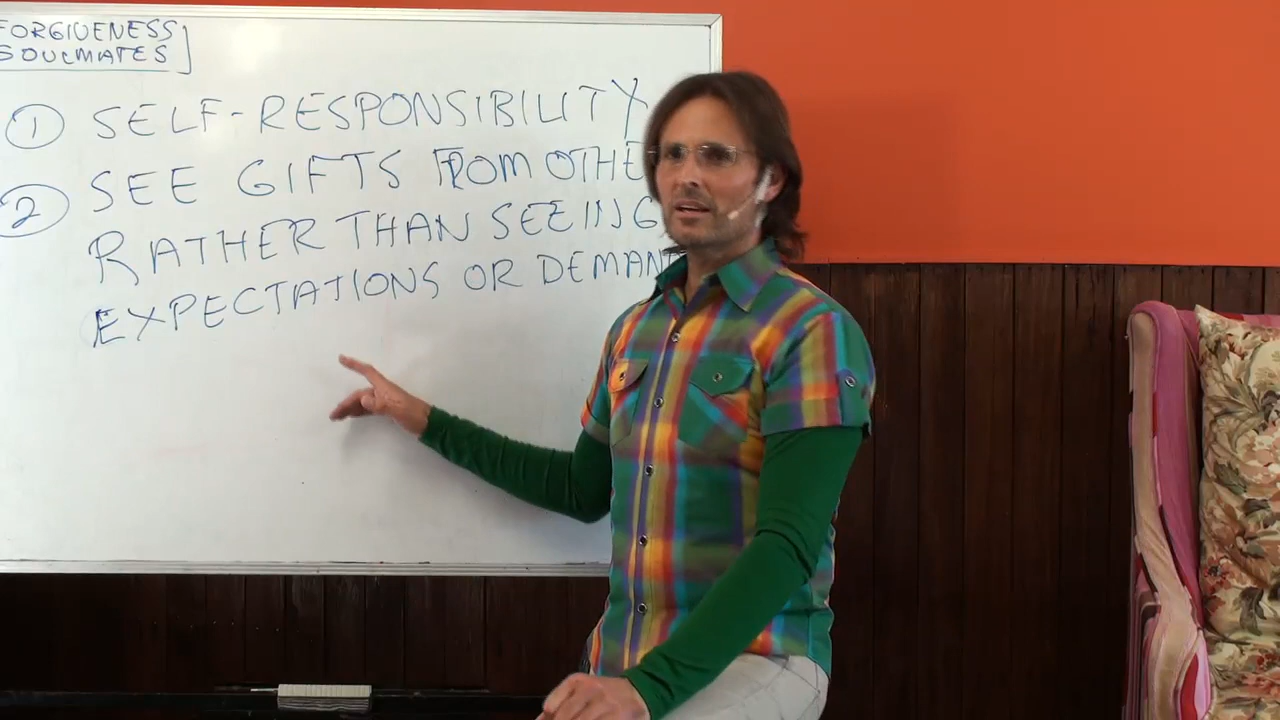 FORGIVENESS
SOULMATES
1 SELF-RESPONSIBILITY
2 SEE GIFTS FROM OTHE
RATHER THAN SEEING
EXPECTATIONS OR DEMAN